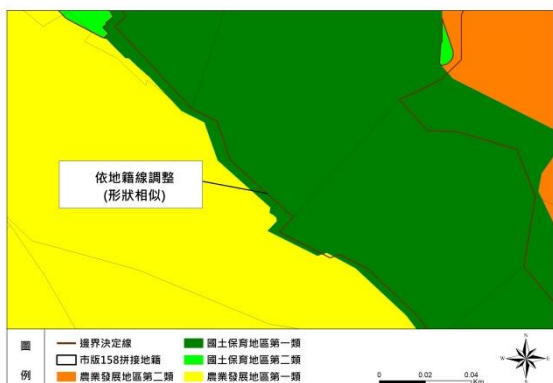 依地籍線調整
(形狀相似)
圖例
邊界決定線
國土保育地區第一類
市版158拼接地籍
國土保育地區第二類
農業發展地區第二類
農業發展地區第一類
0 0.02 0.04
Km
N
W E
S